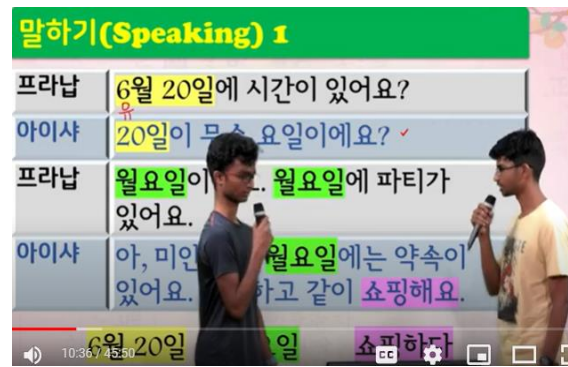 말하기(Speaking) 1
프라납 6월 20일에 시간이 있어요?
유
아이샤 20일이 무슨 요일이에요?
프라납 월요일이 월요일에 파티가
있어요.
아이샤 아, 미안 월요일에는 약속이
있어요. 하고 같이 쇼핑해요.
6월 20일 일 쇼핑하다
10:36 / 45:50
CC